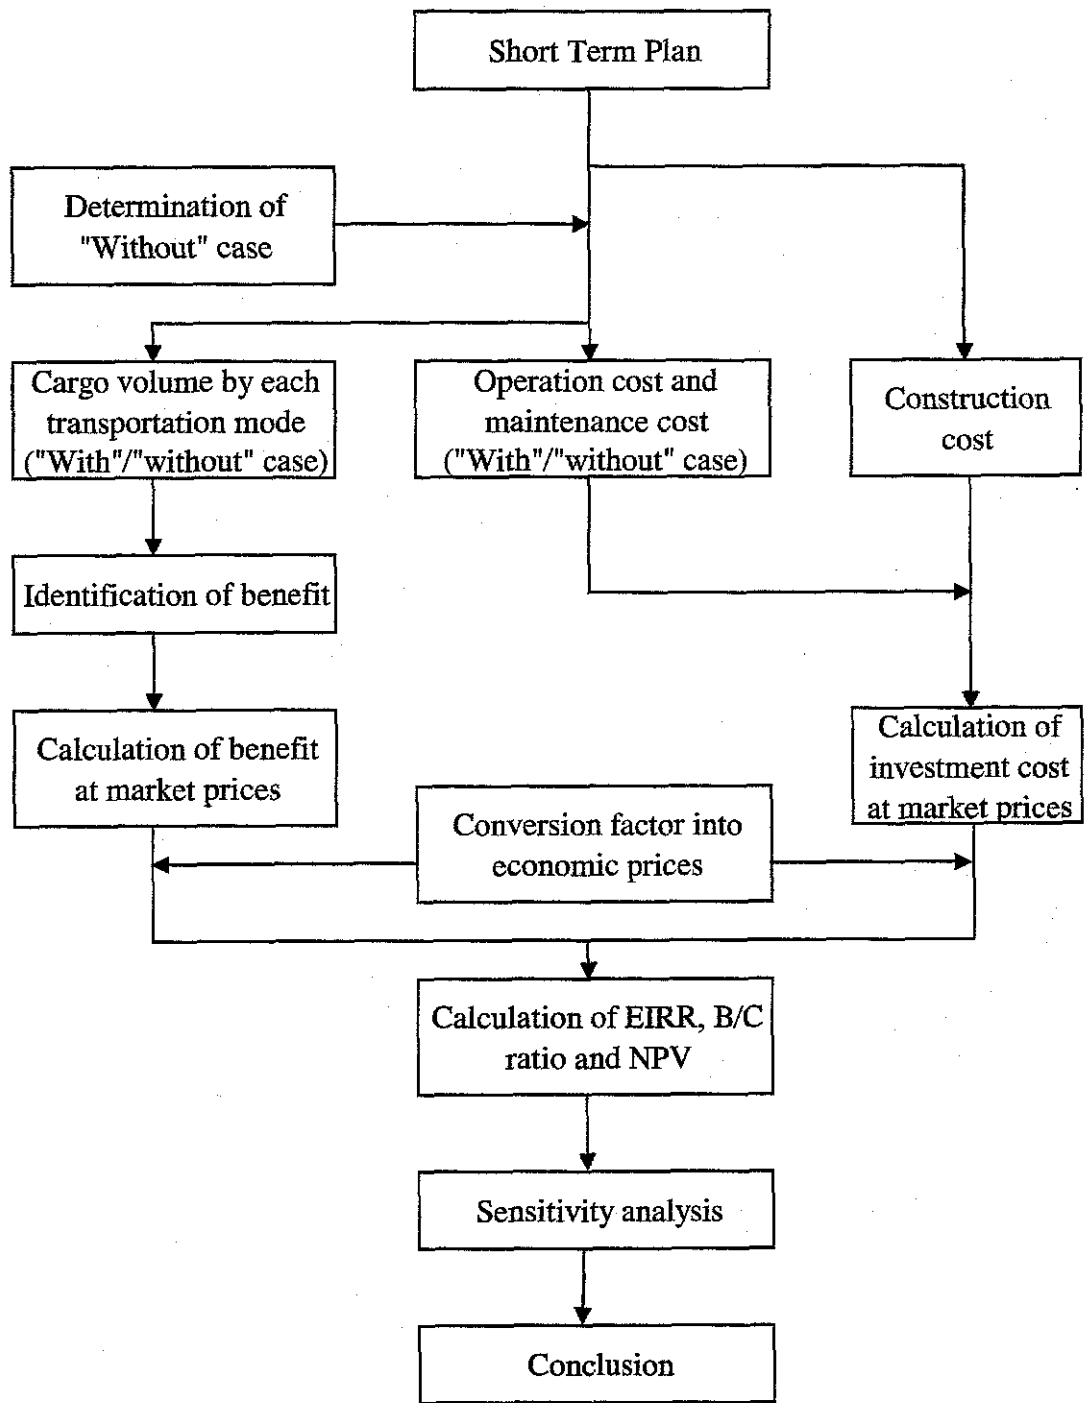 Short Term Plan
Determination of
"Without" case
Cargo volume by each
transportation mode
("With"/"without" case)
Operation cost and
maintenance cost
("With"/"without" case)
Construction
cost
Identification of benefit
Calculation of benefit
at market prices
Calculation of
investment cost
at market prices
Conversion factor into
economic prices
Calculation of EIRR, B/C
ratio and NPV
Sensitivity analysis
Conclusion